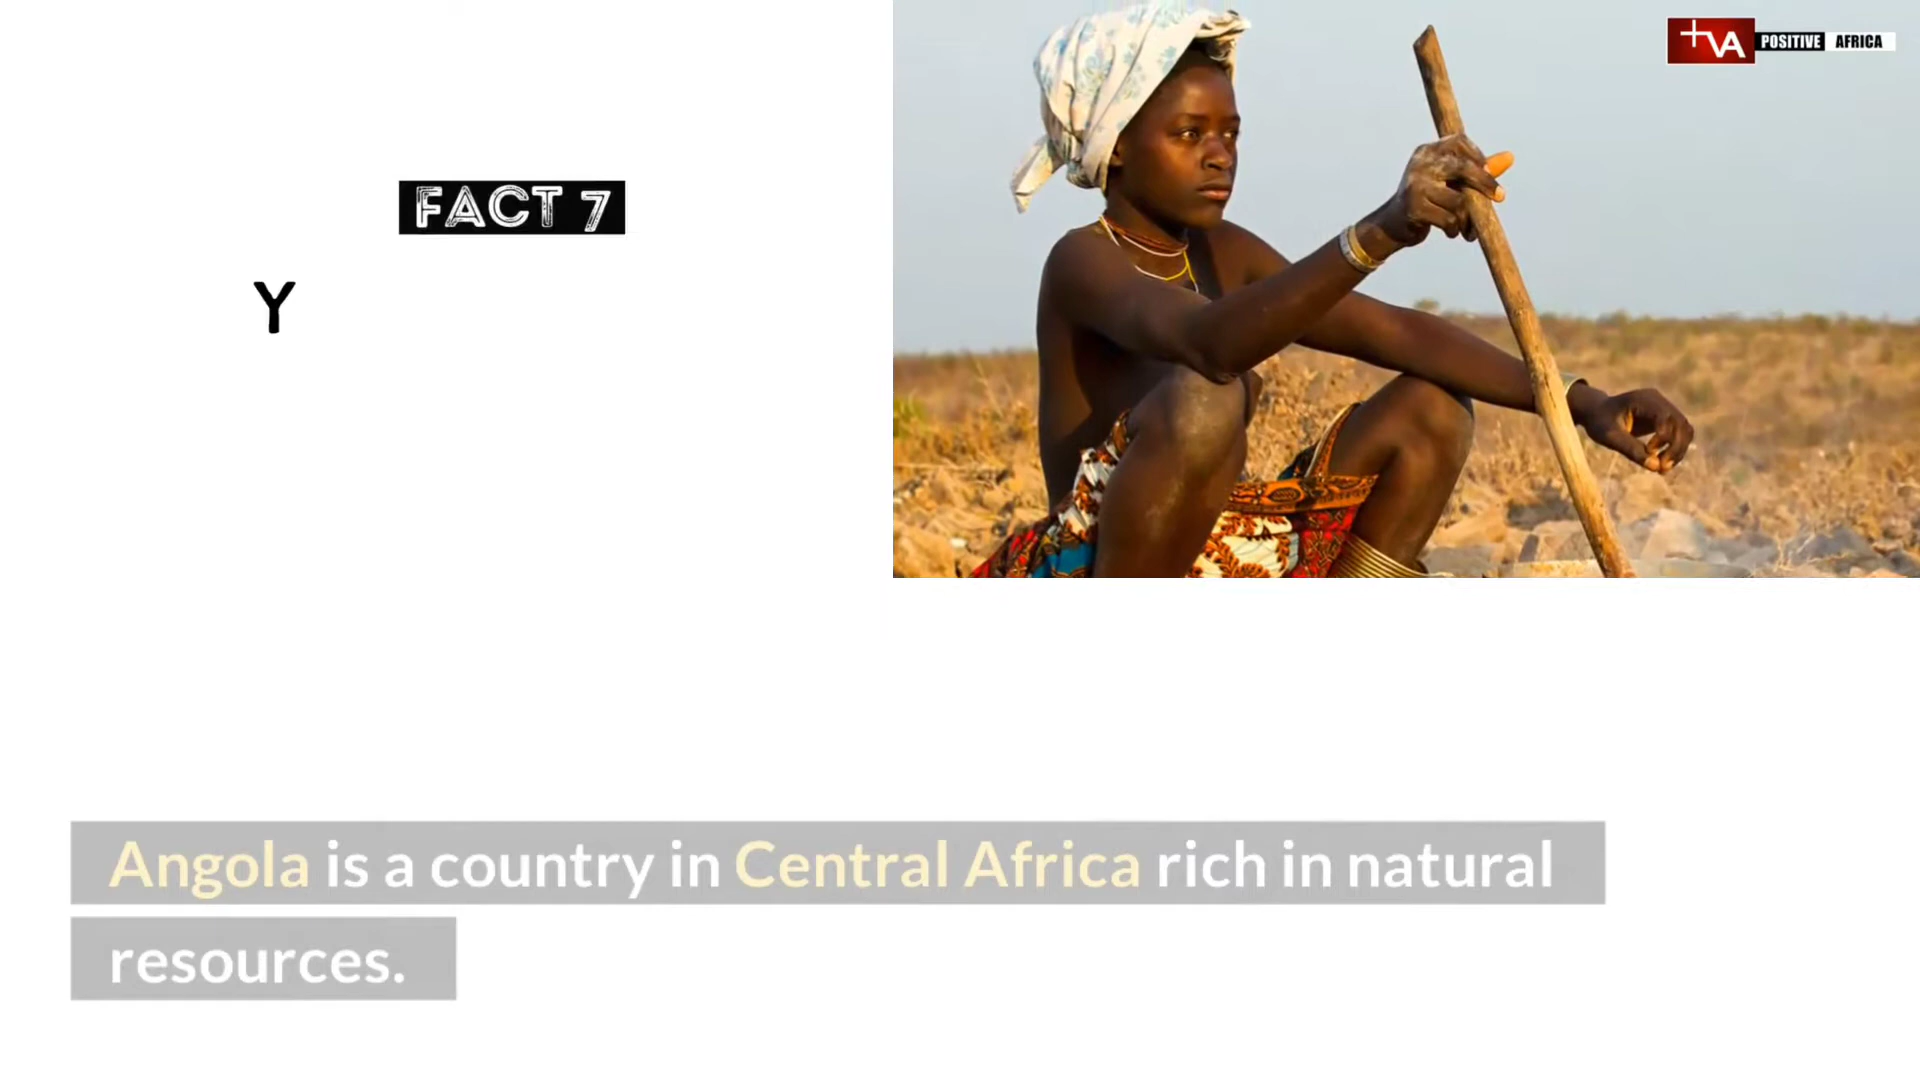 +VA POSITIVE AFRICA
FACT 7
Y
Angola is a country in Central Africa rich in natural
resources.